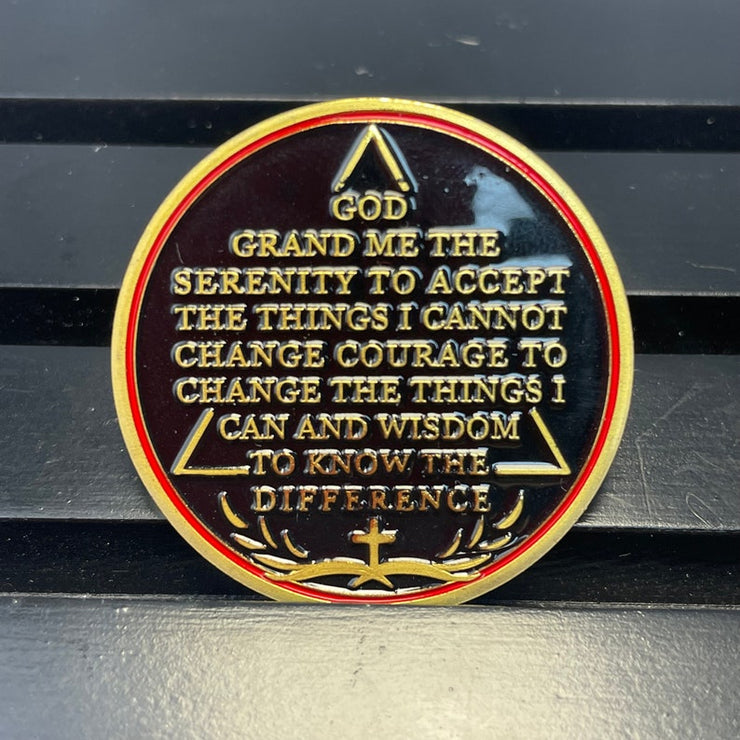 GOD
GRAND ME THE
SERENITY TO ACCEPT
THE THINGS I CANNOT
CHANGE COURAGE TO
CHANGE THE THINGS I
CAN AND WISDOM
TO KNOW THE
DIFFERENCE